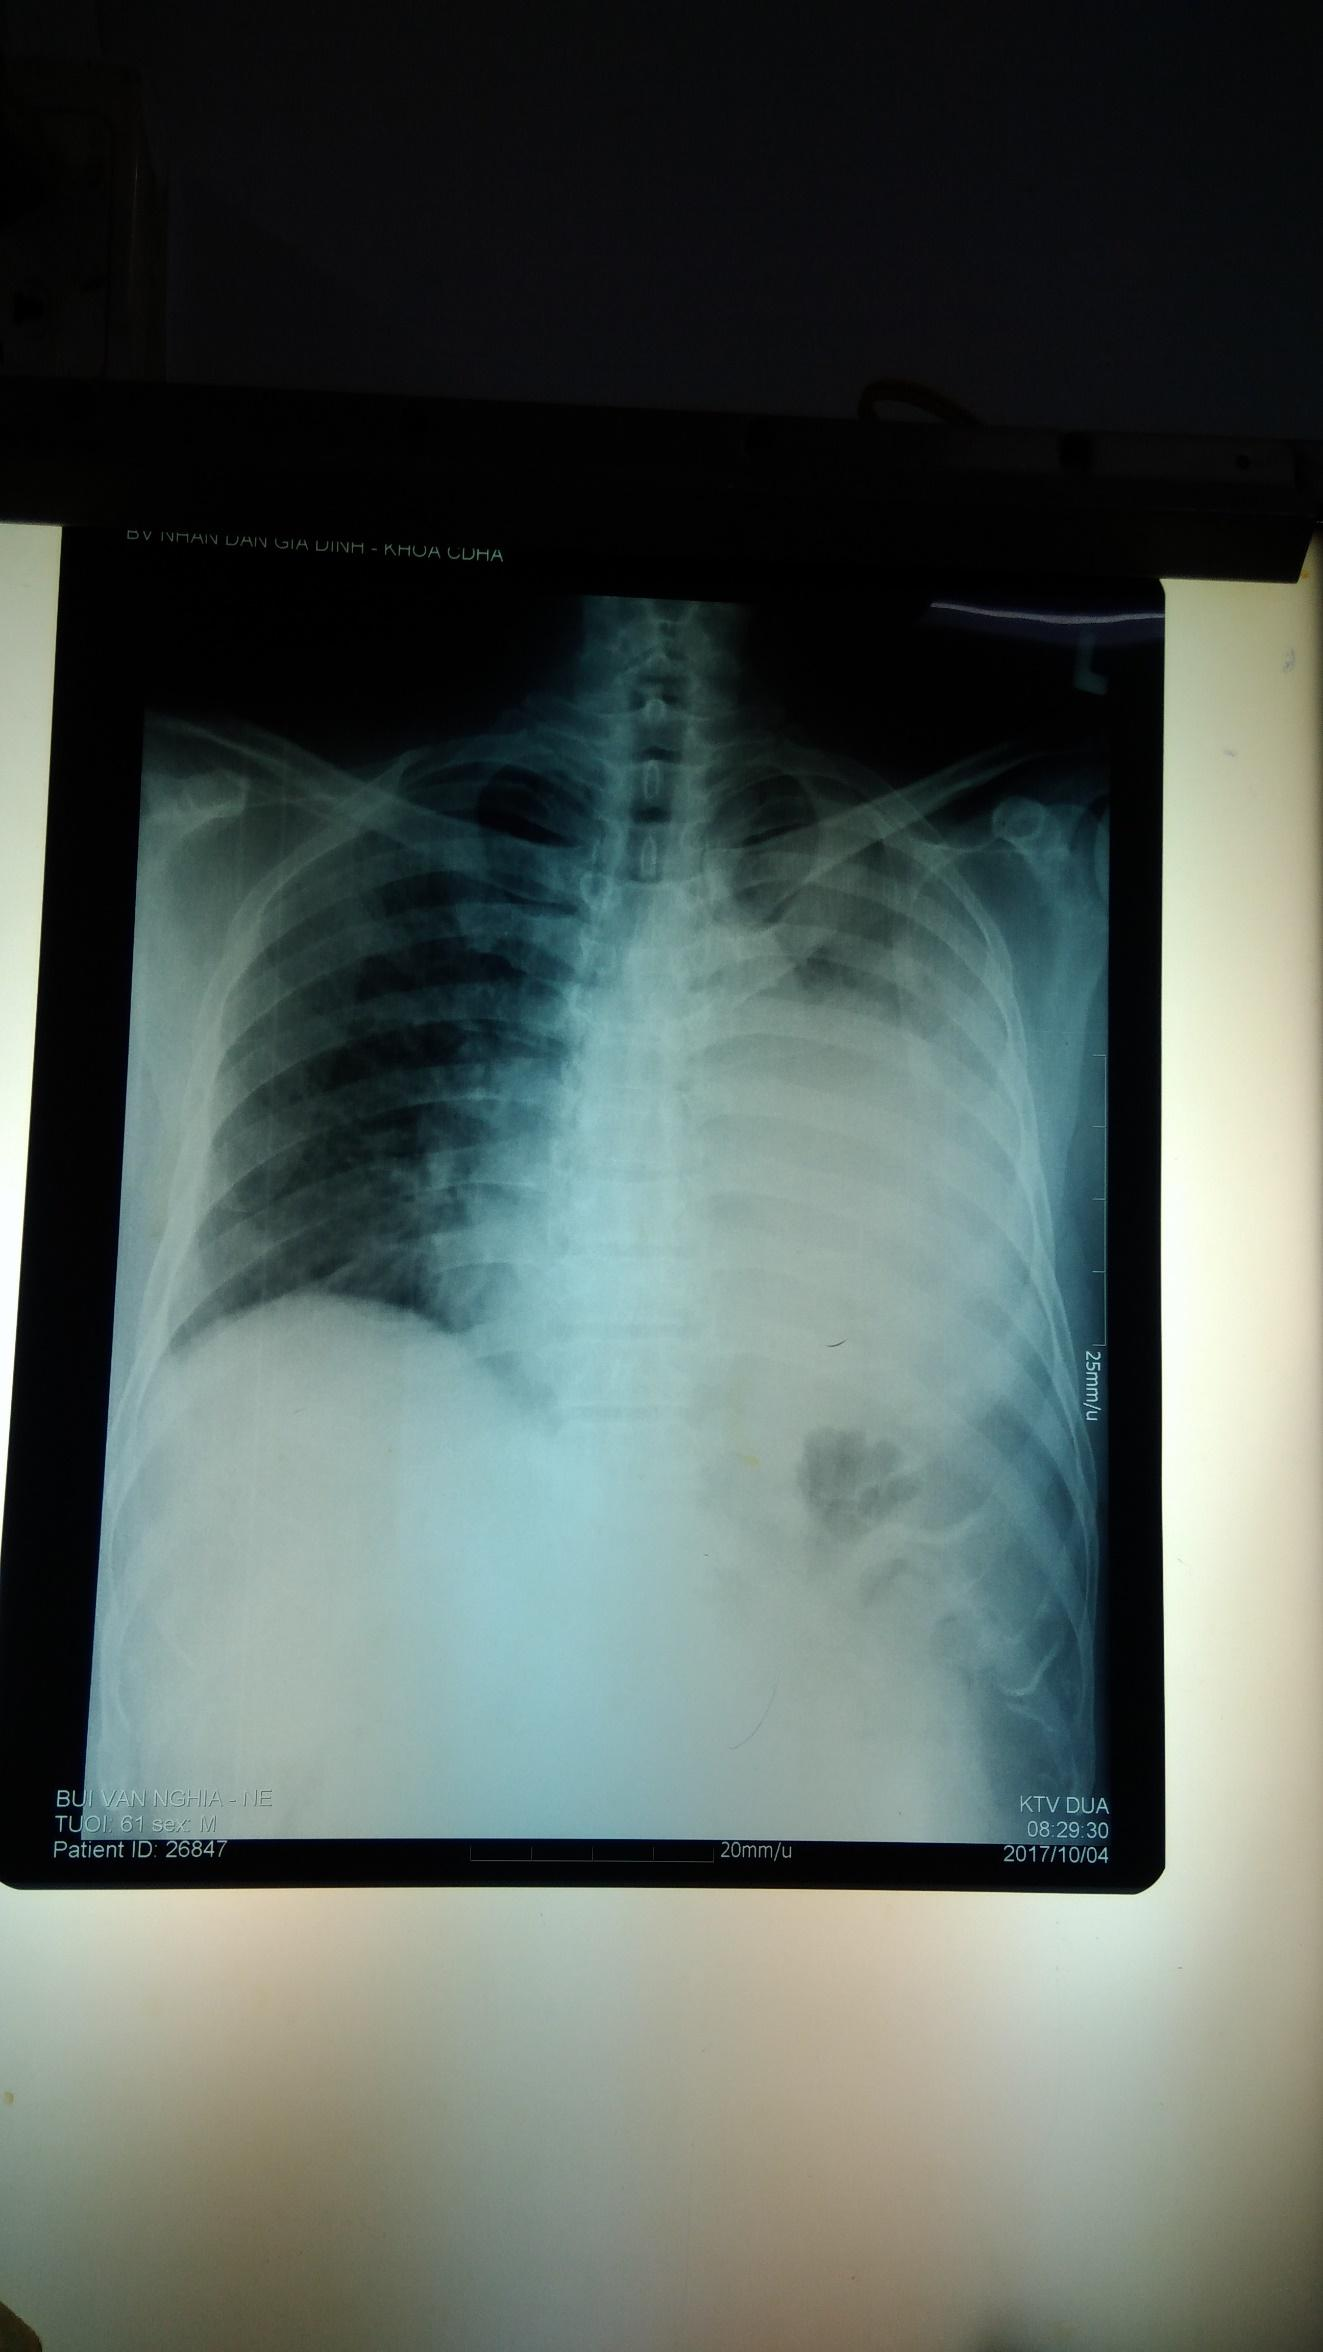 BV NHAN DAN GIA DINH - KHOA CDHA
L
25mm/u
BUI VAN NGHIA - NE
TUOI: 61 sex: M
Patient ID: 26847
20mm/u
KTV DUA
08:29:30
2017/10/04